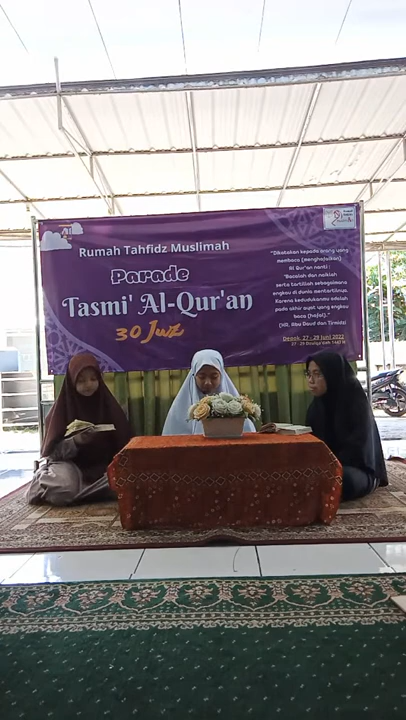 Rumah Tahfidz Muslimah
Parade
Tasmi' Al-Qur'an
30 Juz
"Dikatakan kepada orang yang
membaca (menghafalkan)
Al Qur'an nanti :
"Bacalah dan naiklah
serta tartillah sebagaimana
engkau di dunia mentartilnya.
Karena kedudukanmu adalah
pada akhir ayat yang engkau
baca (hafal)."
(HR. Abu Daud dan Tirmidzi)
Depok, 27 - 29 Juni 2022